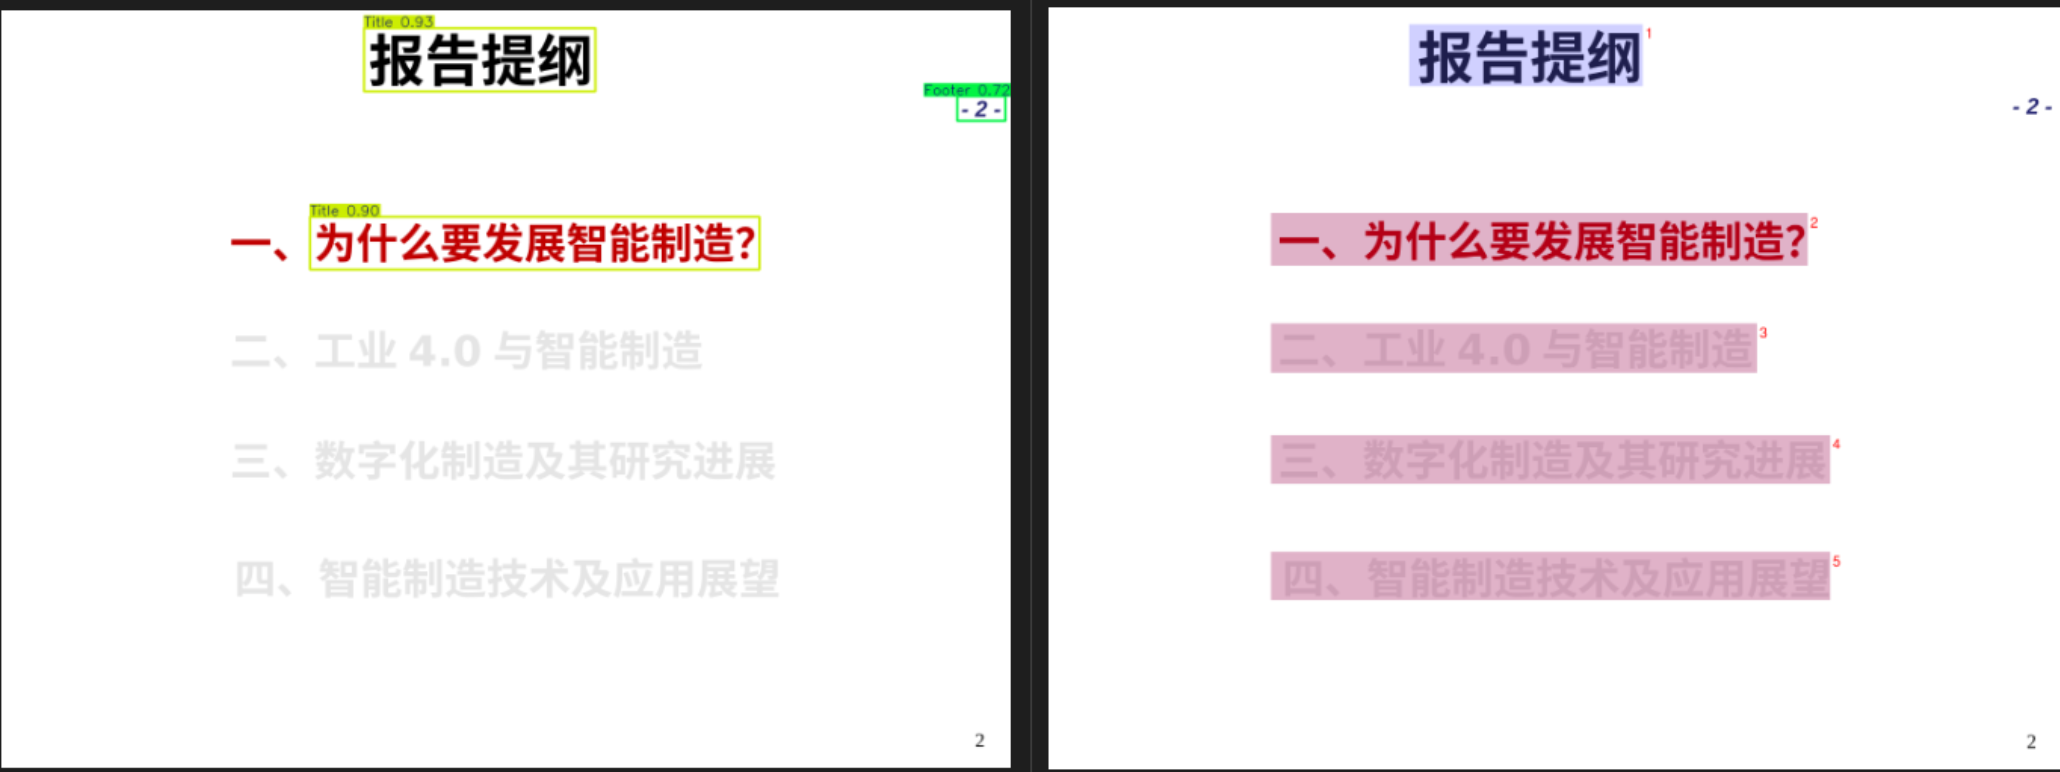 Title 0.93
报告提纲
Footer 0.72
- 2 -
Title 0.90
一、为什么要发展智能制造?
二、工业 4.0 与智能制造
三、数字化制造及其研究进展
四、智能制造技术及应用展望
2
报告提纲 1
- 2 -
一、为什么要发展智能制造? 2
二、工业 4.0 与智能制造 3
三、数字化制造及其研究进展 4
四、智能制造技术及应用展望 5
2